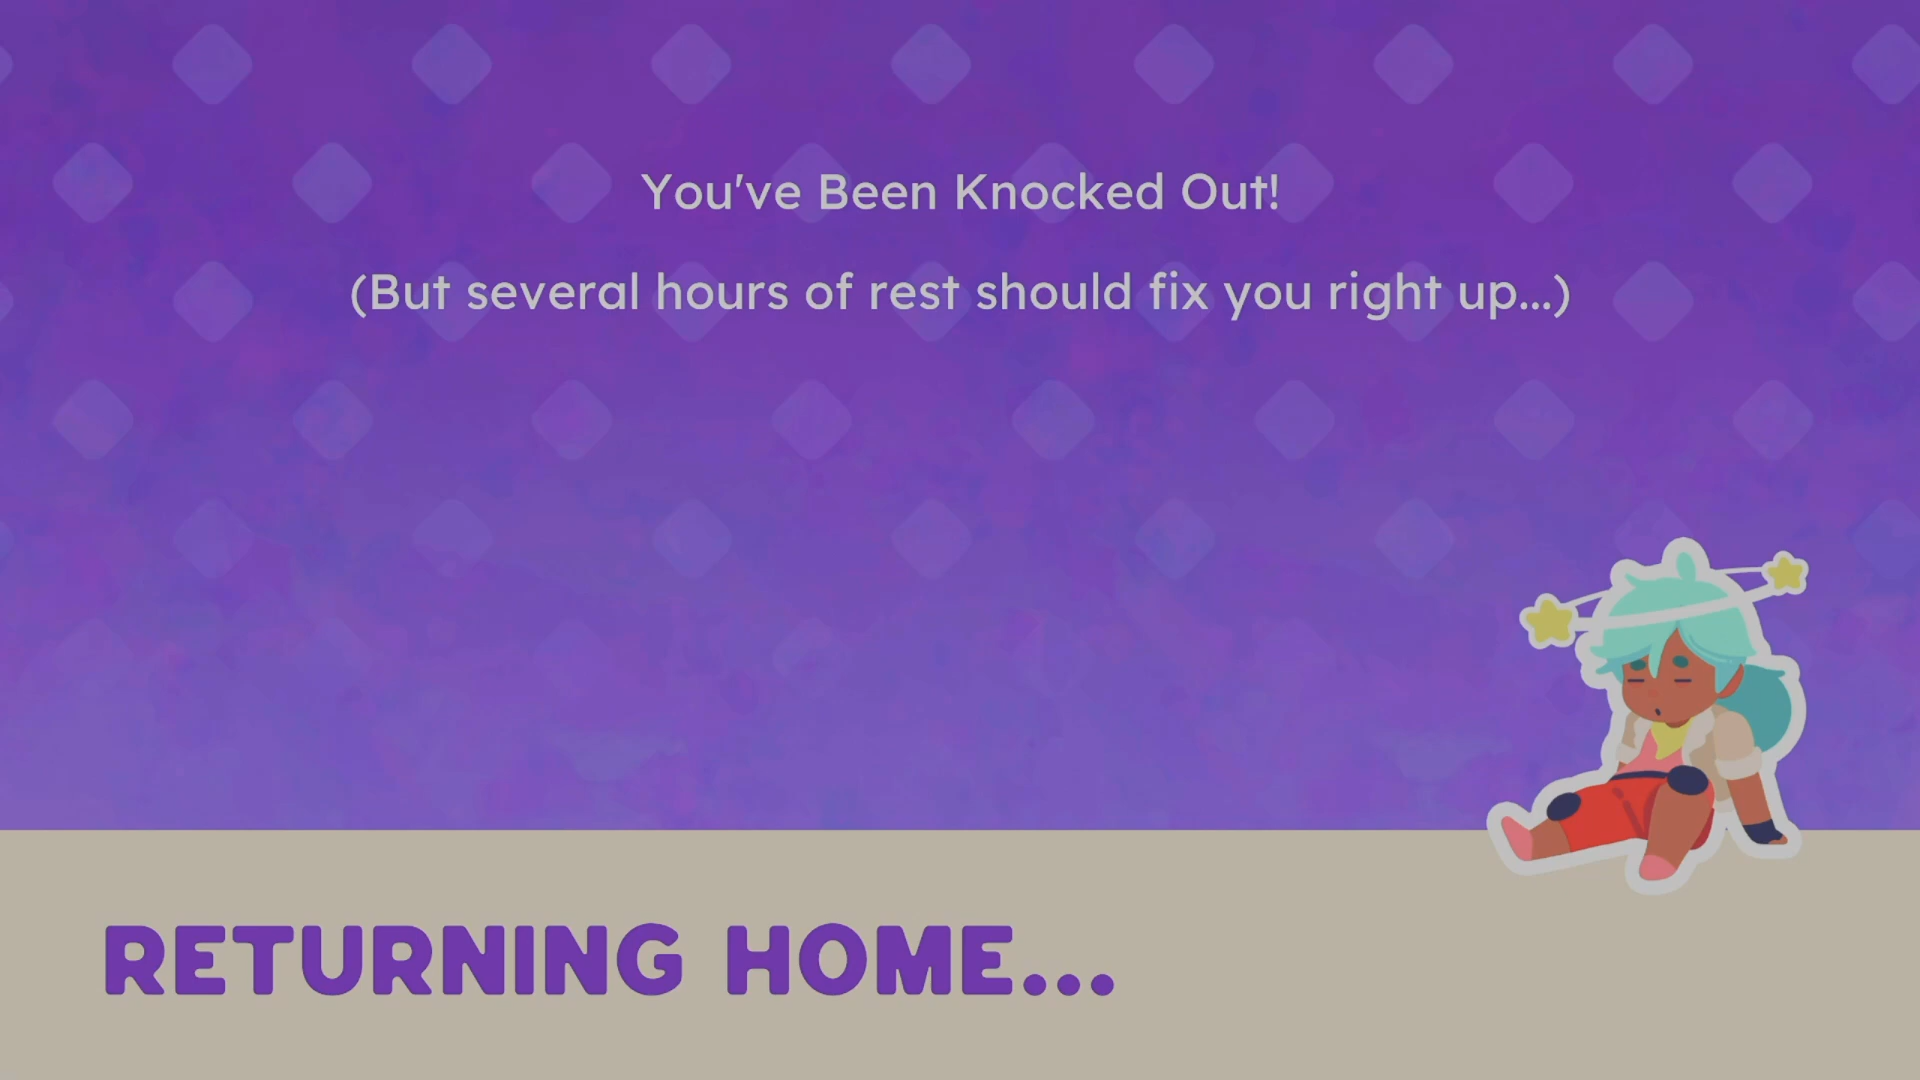 You've Been Knocked Out!
(But several hours of rest should fix you right up...)
RETURNING HOME...